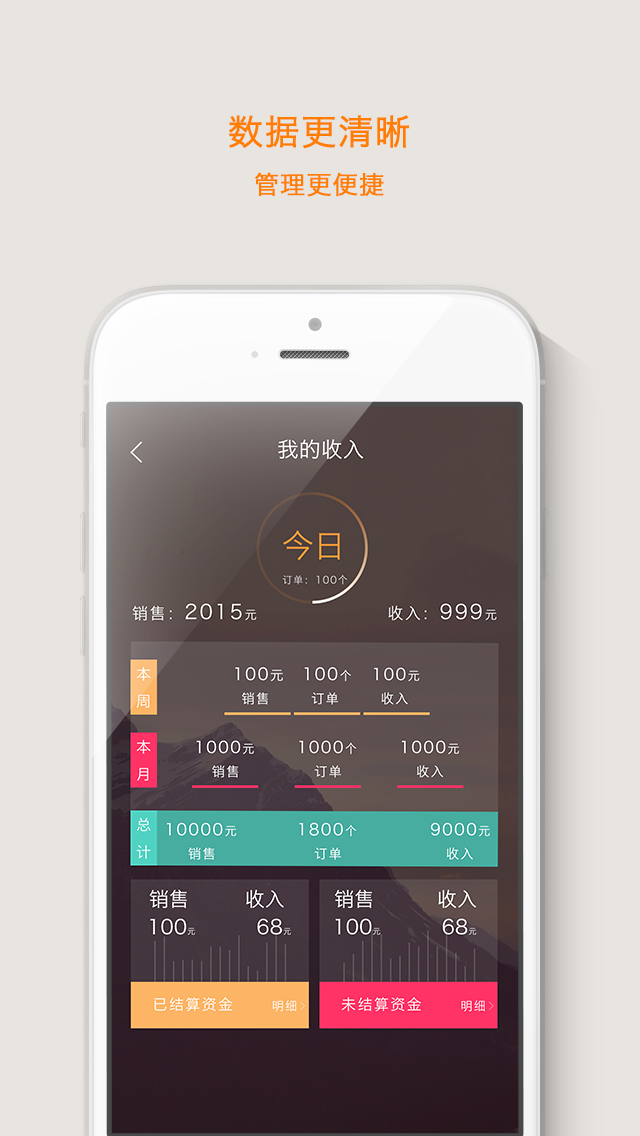 数据更清晰
管理更便捷
我的收入
今日
订单：100个
销售：2015元 收入：999元
本周 100元 100个 100元
销售 订单 收入
本月 1000元 1000个 1000元
销售 订单 收入
总计 10000元 1800个 9000元
销售 订单 收入
销售 收入 销售 收入
100元 68元 100元 68元
已结算资金 明细 未结算资金 明细